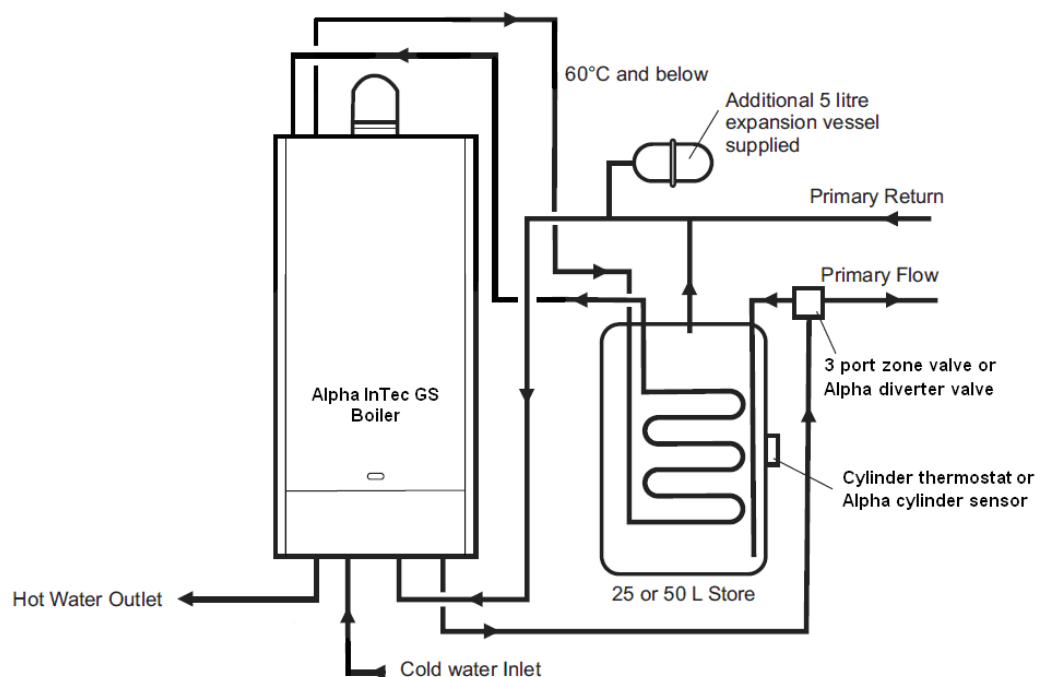 60°C and below
Additional 5 litre
expansion vessel
supplied
Primary Return
Primary Flow
3 port zone valve or
Alpha diverter valve
Alpha InTec GS
Boiler
Cylinder thermostat or
Alpha cylinder sensor
25 or 50 L Store
Hot Water Outlet
Cold water Inlet